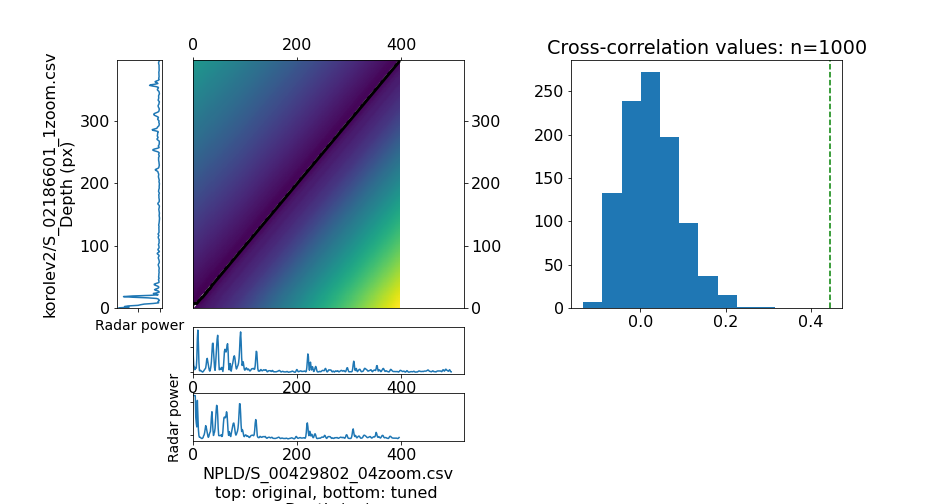 0 200 400
Cross-correlation values: n=1000
korolev2/S_02186601_1zoom.csv
Depth (px)
300
200
100
0
300
200
100
0
250
200
150
100
50
0
0.0 0.2 0.4
Radar power
0 200 400
Radar power
0 200 400
NPLD/S_00429802_04zoom.csv
top: original, bottom: tuned